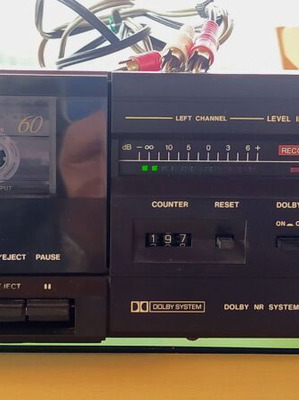 LEFT CHANNEL
LEVEL I
dB -∞ 10 5 0 3 6 +
REC
60
PUT
COUNTER RESET DOLBY
ON
197
/EJECT PAUSE
EJECT
DOLBY SYSTEM
DOLBY NR SYSTEM